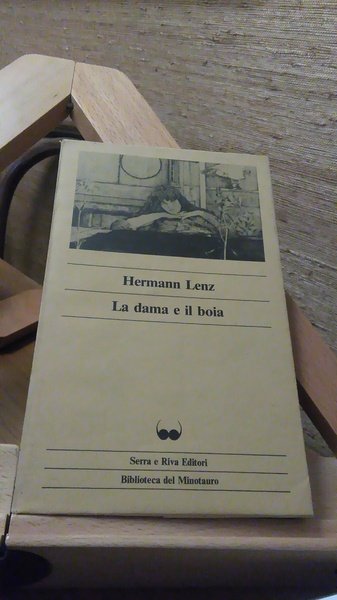 Hermann Lenz
La dama e il boia
Serra e Riva Editori
Biblioteca del Minotauro